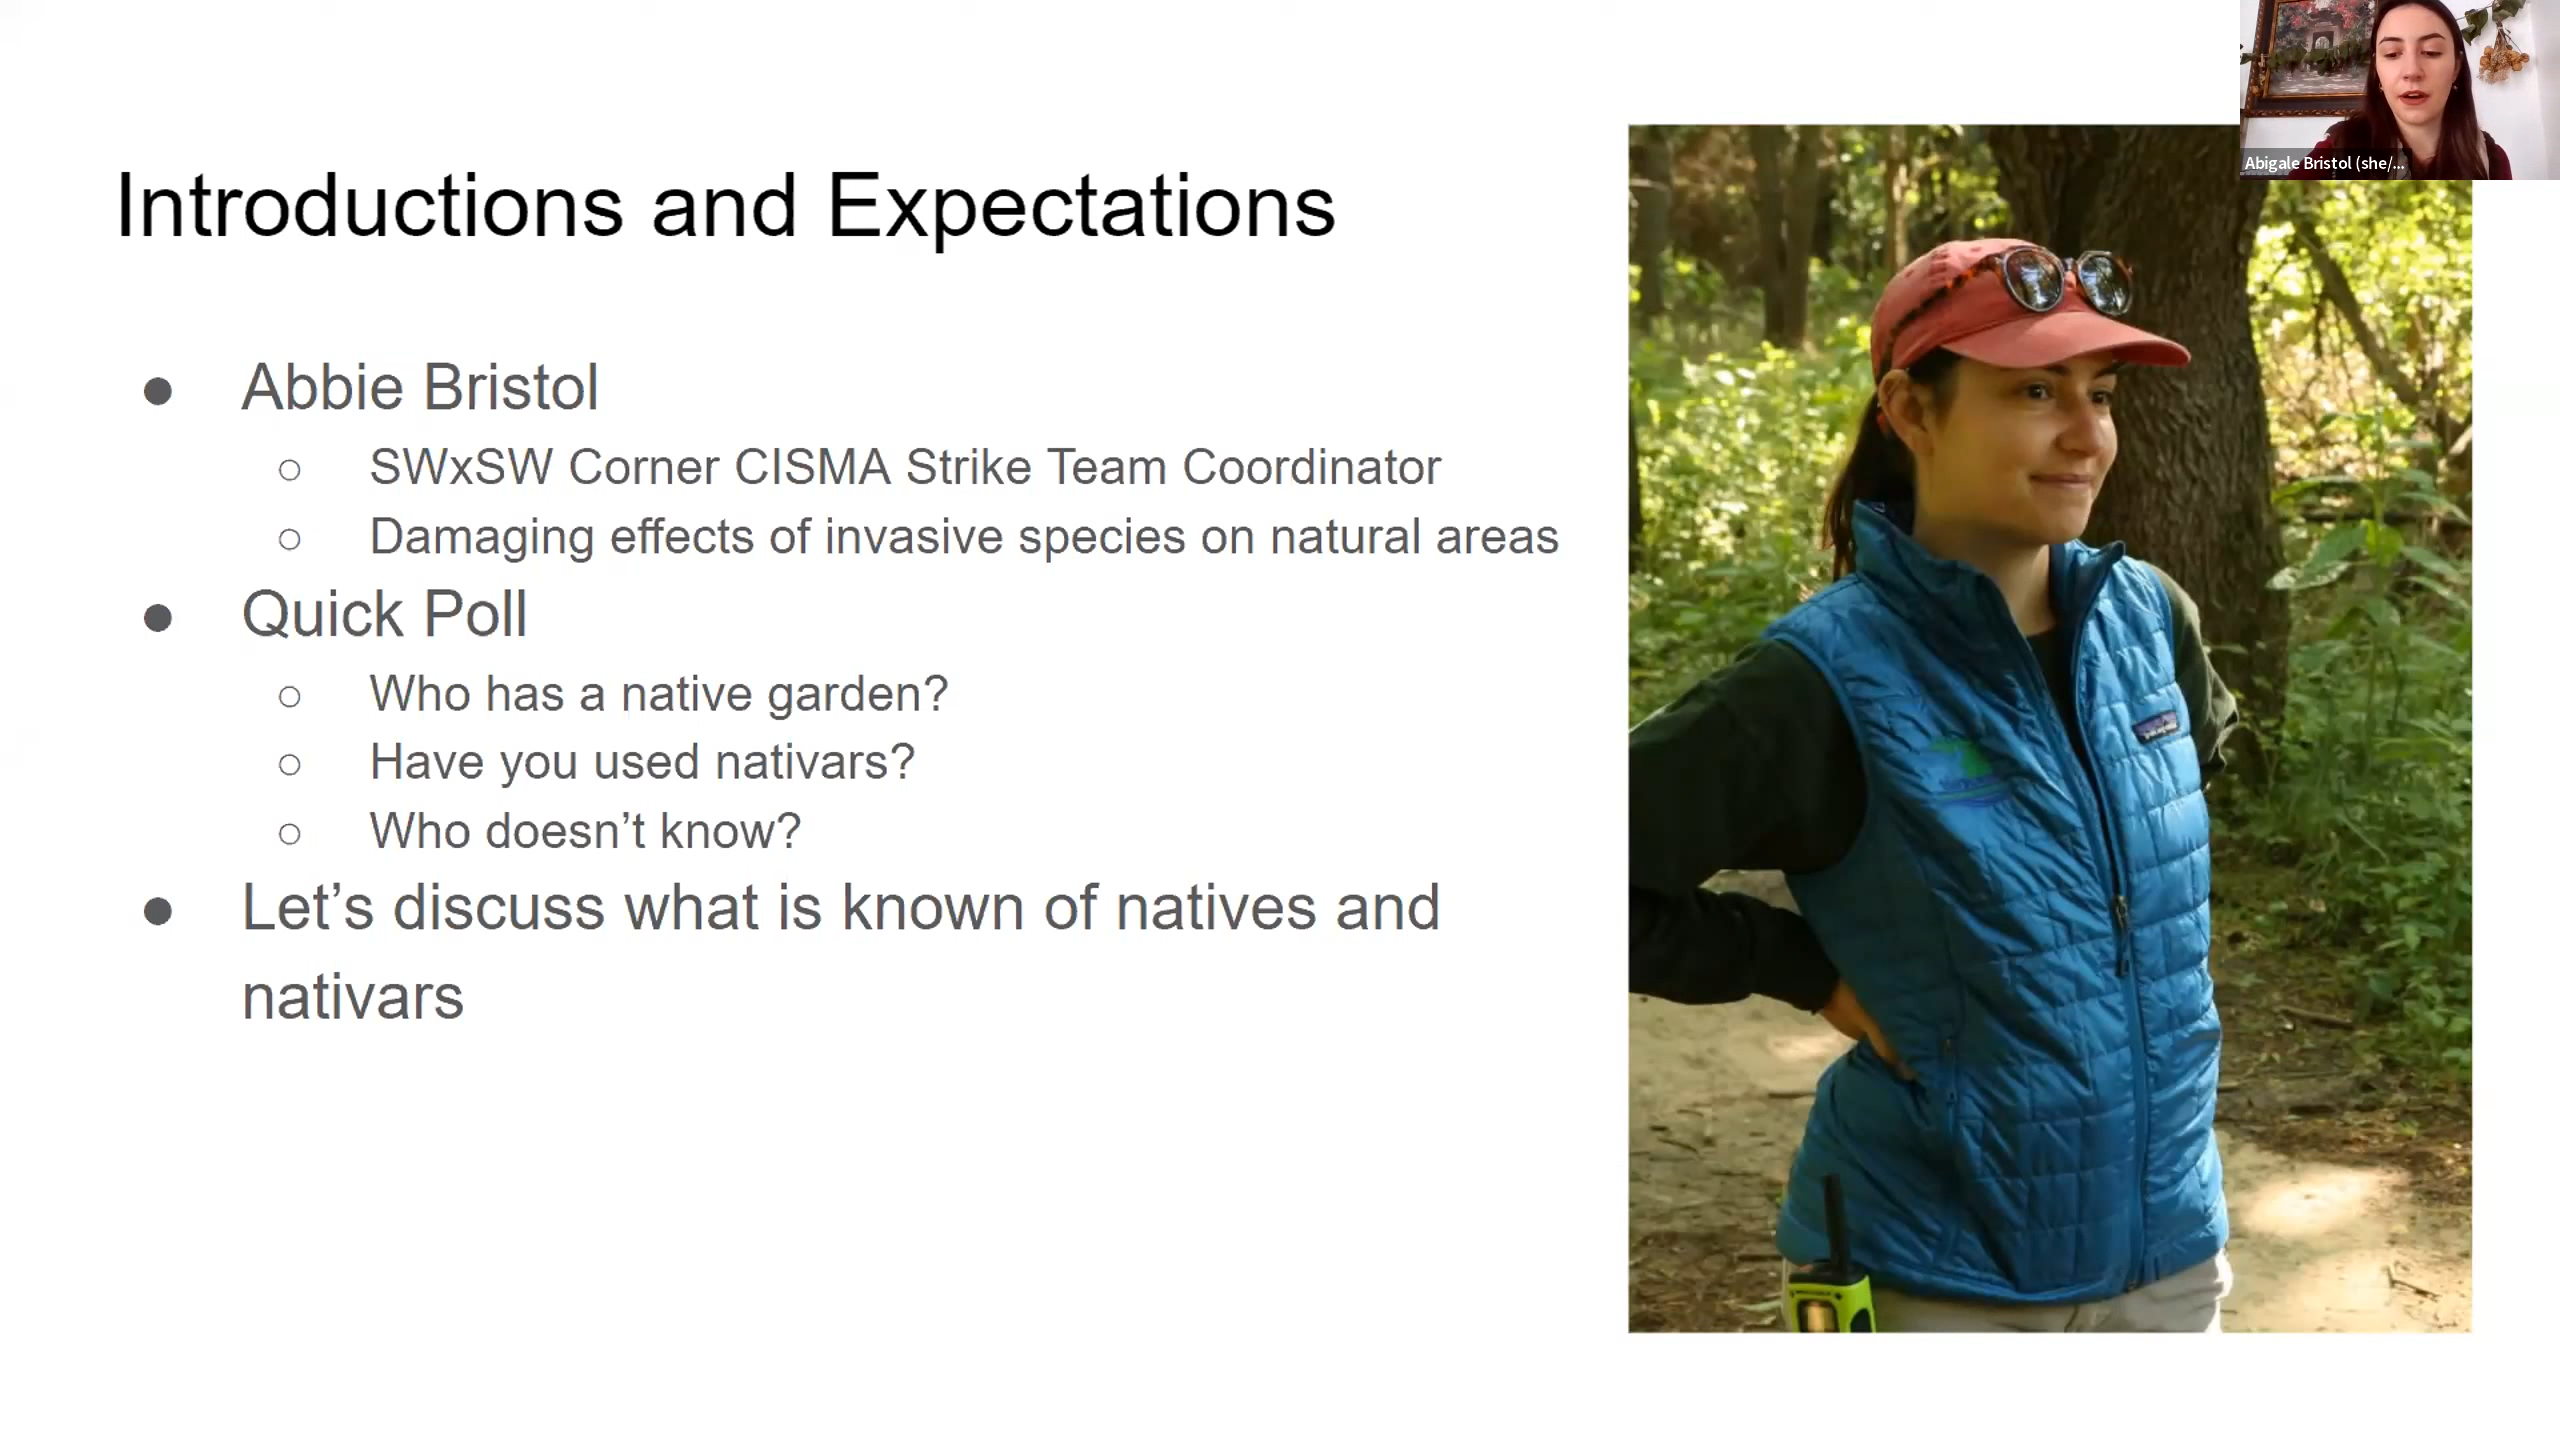 Abigale Bristol (she/...
Introductions and Expectations
● Abbie Bristol
○ SWxSW Corner CISMA Strike Team Coordinator
○ Damaging effects of invasive species on natural areas
● Quick Poll
○ Who has a native garden?
○ Have you used nativars?
○ Who doesn’t know?
● Let’s discuss what is known of natives and
nativars